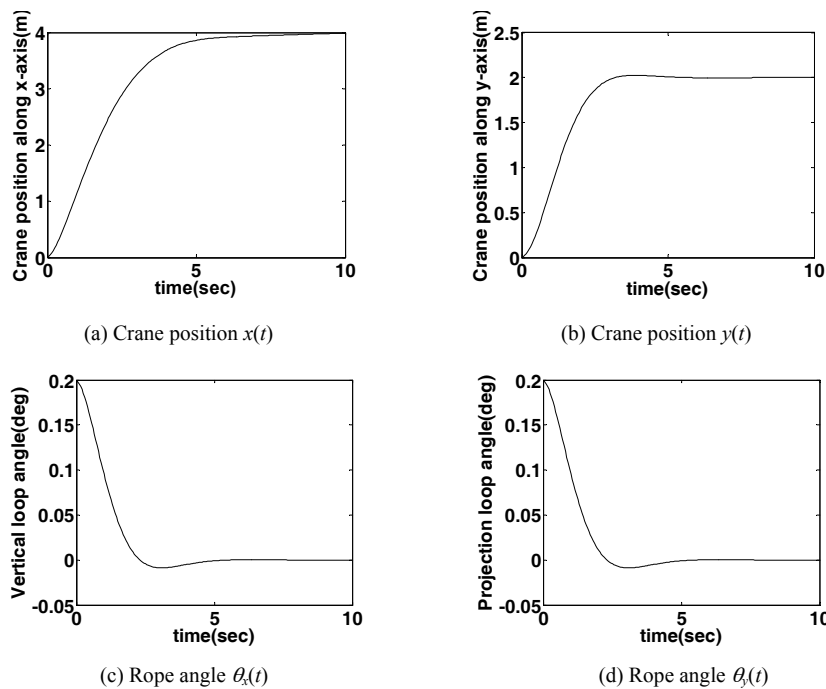 Crane position along x-axis(m)
4
3
2
1
0
0
5
10
time(sec)
(a) Crane position x(t)
Crane position along y-axis(m)
2.5
2
1.5
1
0.5
0
0
5
10
time(sec)
(b) Crane position y(t)
Vertical loop angle(deg)
0.2
0.15
0.1
0.05
0
-0.05
0
5
10
time(sec)
(c) Rope angle θx(t)
Projection loop angle(deg)
0.2
0.15
0.1
0.05
0
-0.05
0
5
10
time(sec)
(d) Rope angle θy(t)